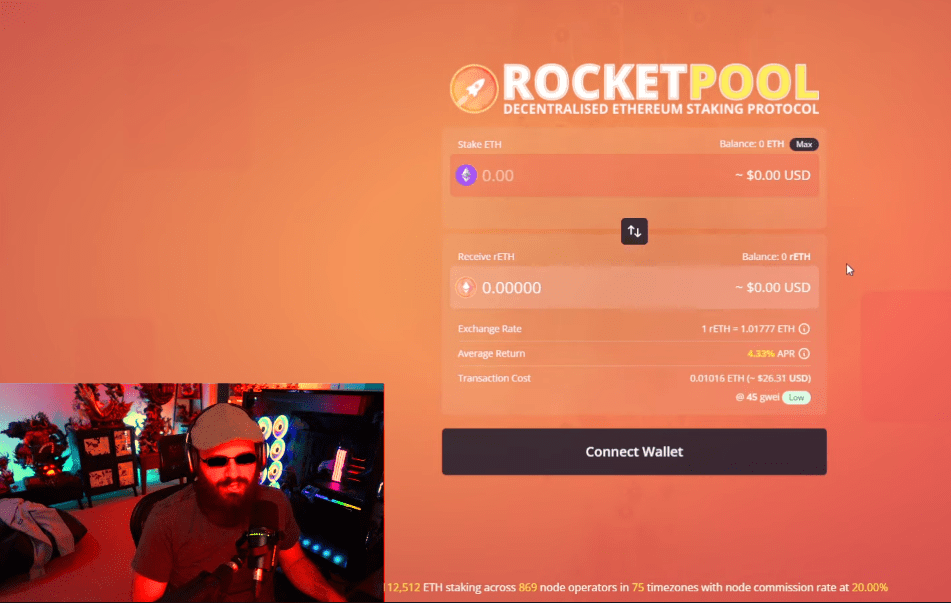 ROCKETPOOL
DECENTRALISED ETHEREUM STAKING PROTOCOL
Stake ETH Balance: 0 ETH Max
0.00 ~ $0.00 USD
Receive rETH Balance: 0 rETH
0.00000 ~ $0.00 USD
Exchange Rate 1 rETH = 1.01777 ETH
Average Return 4.33% APR
Transaction Cost 0.01016 ETH (~ $26.31 USD)
@ 45 gwei Low
Connect Wallet
112,512 ETH staking across 869 node operators in 75 timezones with node commission rate at 20.00%